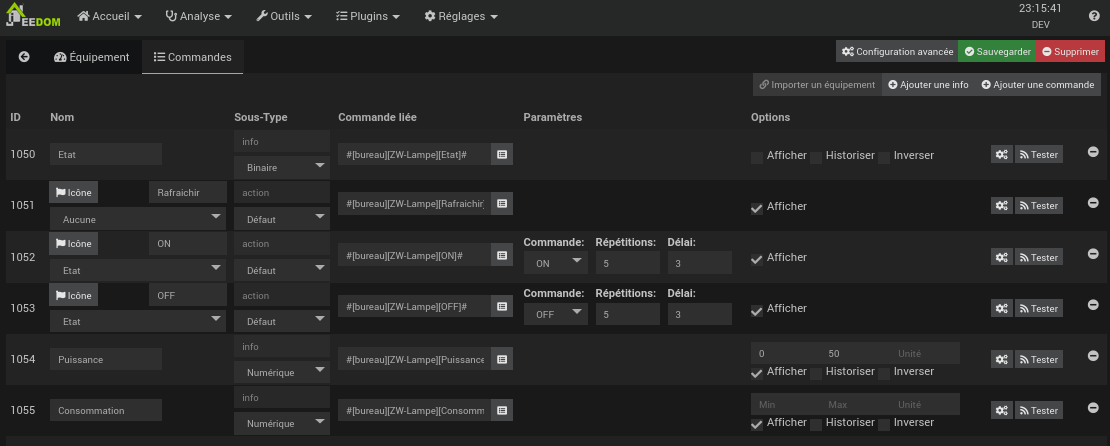 JEEDOM Accueil Analyse Outils Plugins Réglages 23:15:41
DEV
Équipement Commandes Configuration avancée Sauvegarder Supprimer
Importer un équipement Ajouter une info Ajouter une commande
ID Nom Sous-Type Commande liée Paramètres Options
info
1050 Etat #[bureau][ZW-Lampe][Etat]# Afficher Historiser Inverser Tester
Binaire
Icône Rafraichir action
1051 #[bureau][ZW-Lampe][Rafraichir] Afficher Tester
Aucune Défaut
Icône ON action Commande: Répétitions: Délai:
1052 #[bureau][ZW-Lampe][ON]# Afficher Tester
Etat Défaut ON 5 3
Icône OFF action Commande: Répétitions: Délai:
1053 #[bureau][ZW-Lampe][OFF]# Afficher Tester
Etat Défaut OFF 5 3
info 0 50 Unité
1054 Puissance #[bureau][ZW-Lampe][Puissance Tester
Numérique Afficher Historiser Inverser
info Min Max Unité
1055 Consommation #[bureau][ZW-Lampe][Consomm Tester
Numérique Afficher Historiser Inverser